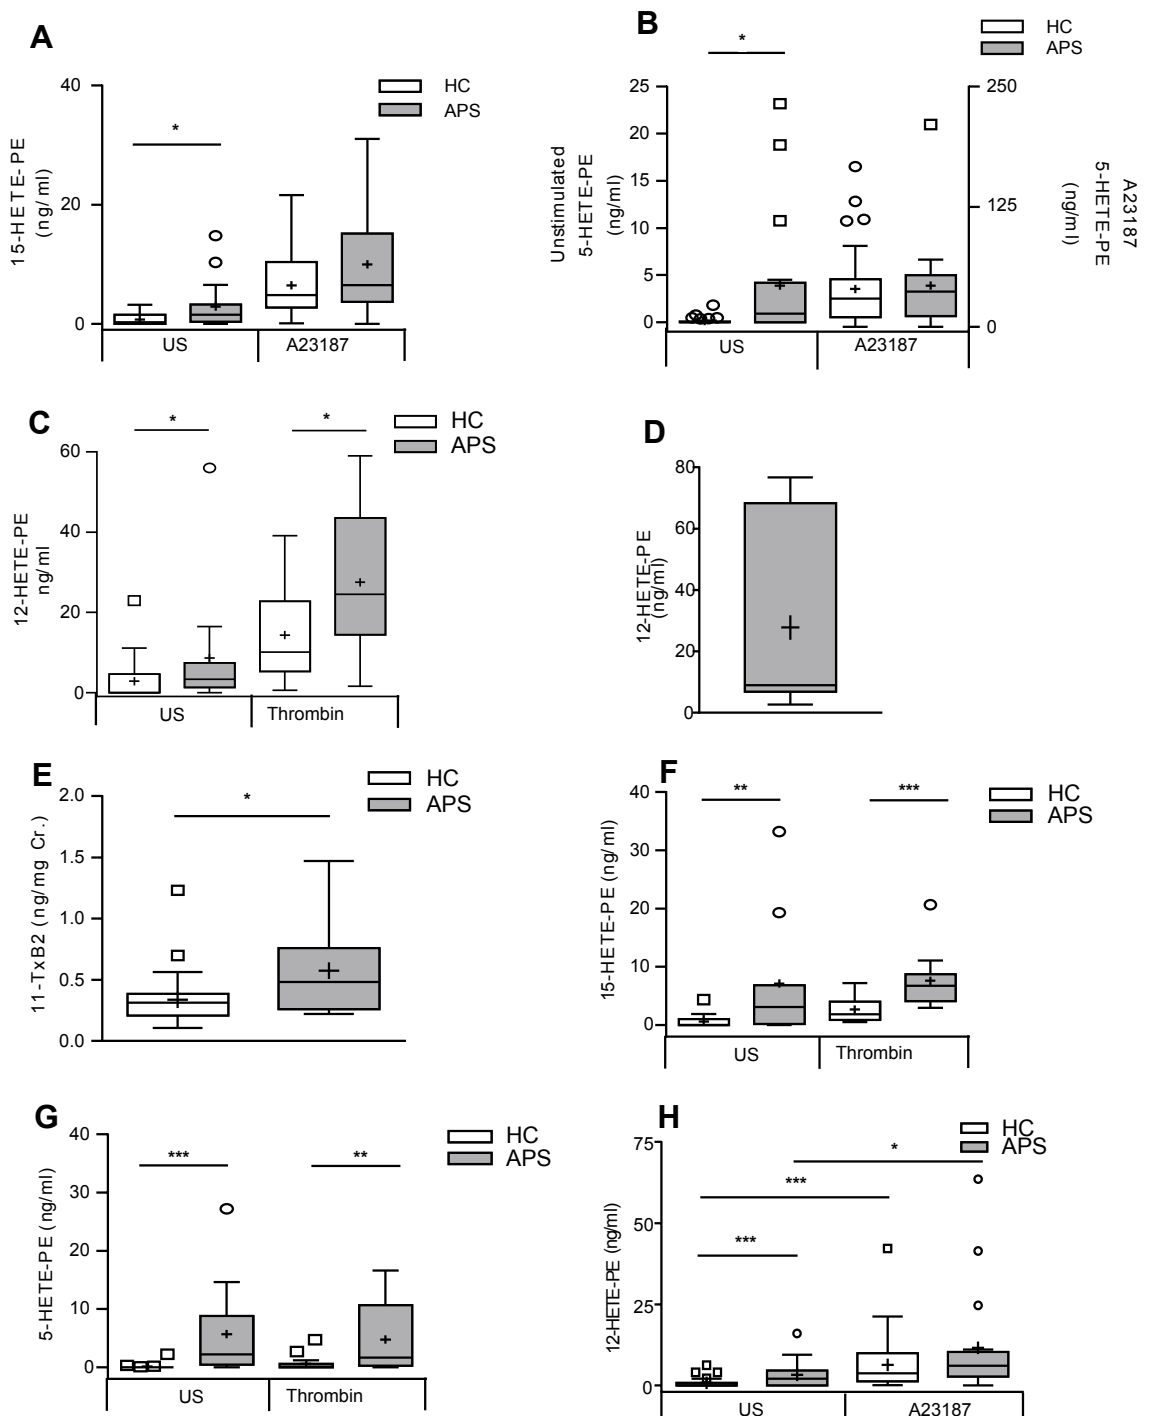 A
HC
APS
15-HETE-PE
(ng/ml)
40
20
0
*
US
A23187
B
HC
APS
*
Unstimulated
5-HETE-PE
(ng/ml)
25
20
15
10
5
0
250
125
0
A23187
5-HETE-PE
(ng/ml)
US
A23187
C
HC
APS
*
*
12-HETE-PE
ng/ml
60
40
20
0
US
Thrombin
D
12-HETE-PE
(ng/ml)
80
60
40
20
0
E
HC
APS
*
11-TxB2 (ng/mg Cr.)
2.0
1.5
1.0
0.5
0.0
F
HC
APS
**
***
15-HETE-PE (ng/ml)
40
30
20
10
0
US
Thrombin
G
HC
APS
***
**
5-HETE-PE (ng/ml)
40
30
20
10
0
US
Thrombin
H
HC
APS
*
***
***
12-HETE-PE (ng/ml)
75
50
25
0
US
A23187